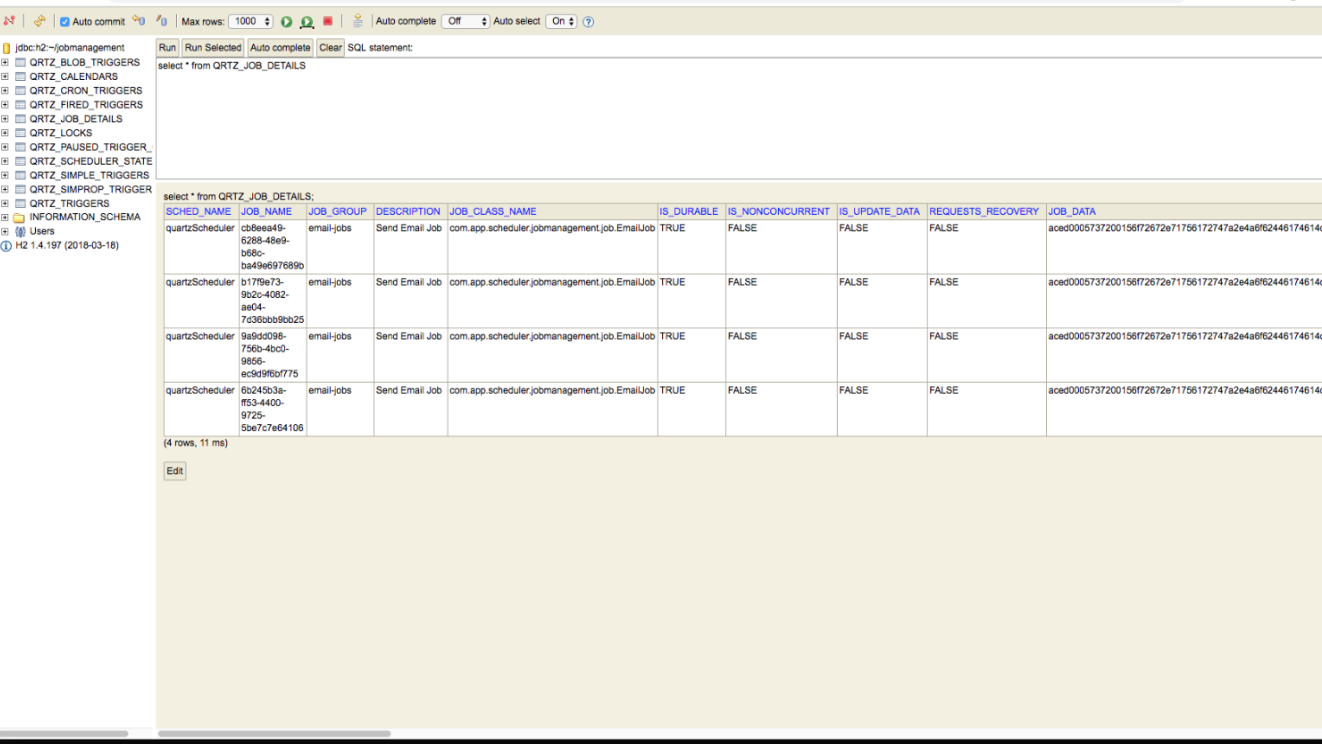 Auto commit Max rows: 1000 Auto complete Off Auto select On
jdbc:h2:~/jobmanagement
QRTZ_BLOB_TRIGGERS
QRTZ_CALENDARS
QRTZ_CRON_TRIGGERS
QRTZ_FIRED_TRIGGERS
QRTZ_JOB_DETAILS
QRTZ_LOCKS
QRTZ_PAUSED_TRIGGER_
QRTZ_SCHEDULER_STATE
QRTZ_SIMPLE_TRIGGERS
QRTZ_SIMPROP_TRIGGER
QRTZ_TRIGGERS
INFORMATION_SCHEMA
Users
H2 1.4.197 (2018-03-18)
Run Run Selected Auto complete Clear SQL statement:
select * from QRTZ_JOB_DETAILS
select * from QRTZ_JOB_DETAILS;
SCHED_NAME JOB_NAME JOB_GROUP DESCRIPTION JOB_CLASS_NAME IS_DURABLE IS_NONCONCURRENT IS_UPDATE_DATA REQUESTS_RECOVERY JOB_DATA
quartzScheduler cb8eea49- email-jobs Send Email Job com.app.scheduler.jobmanagement.job.EmailJob TRUE FALSE FALSE FALSE aced0005737200156f72672e71756172747a2e4a6f62446174614d
6288-48e9-
b68c-
ba49e697689b
quartzScheduler b17f9e73- email-jobs Send Email Job com.app.scheduler.jobmanagement.job.EmailJob TRUE FALSE FALSE FALSE aced0005737200156f72672e71756172747a2e4a6f62446174614d
9b2c-4082-
ae04-
7d36bbb9bb25
quartzScheduler 9a9dd098- email-jobs Send Email Job com.app.scheduler.jobmanagement.job.EmailJob TRUE FALSE FALSE FALSE aced0005737200156f72672e71756172747a2e4a6f62446174614d
756b-4bc0-
9856-
ec9d9f6bf775
quartzScheduler 6b245b3a- email-jobs Send Email Job com.app.scheduler.jobmanagement.job.EmailJob TRUE FALSE FALSE FALSE aced0005737200156f72672e71756172747a2e4a6f62446174614d
ff53-4400-
9725-
5be7c7e64106
(4 rows, 11 ms)
Edit